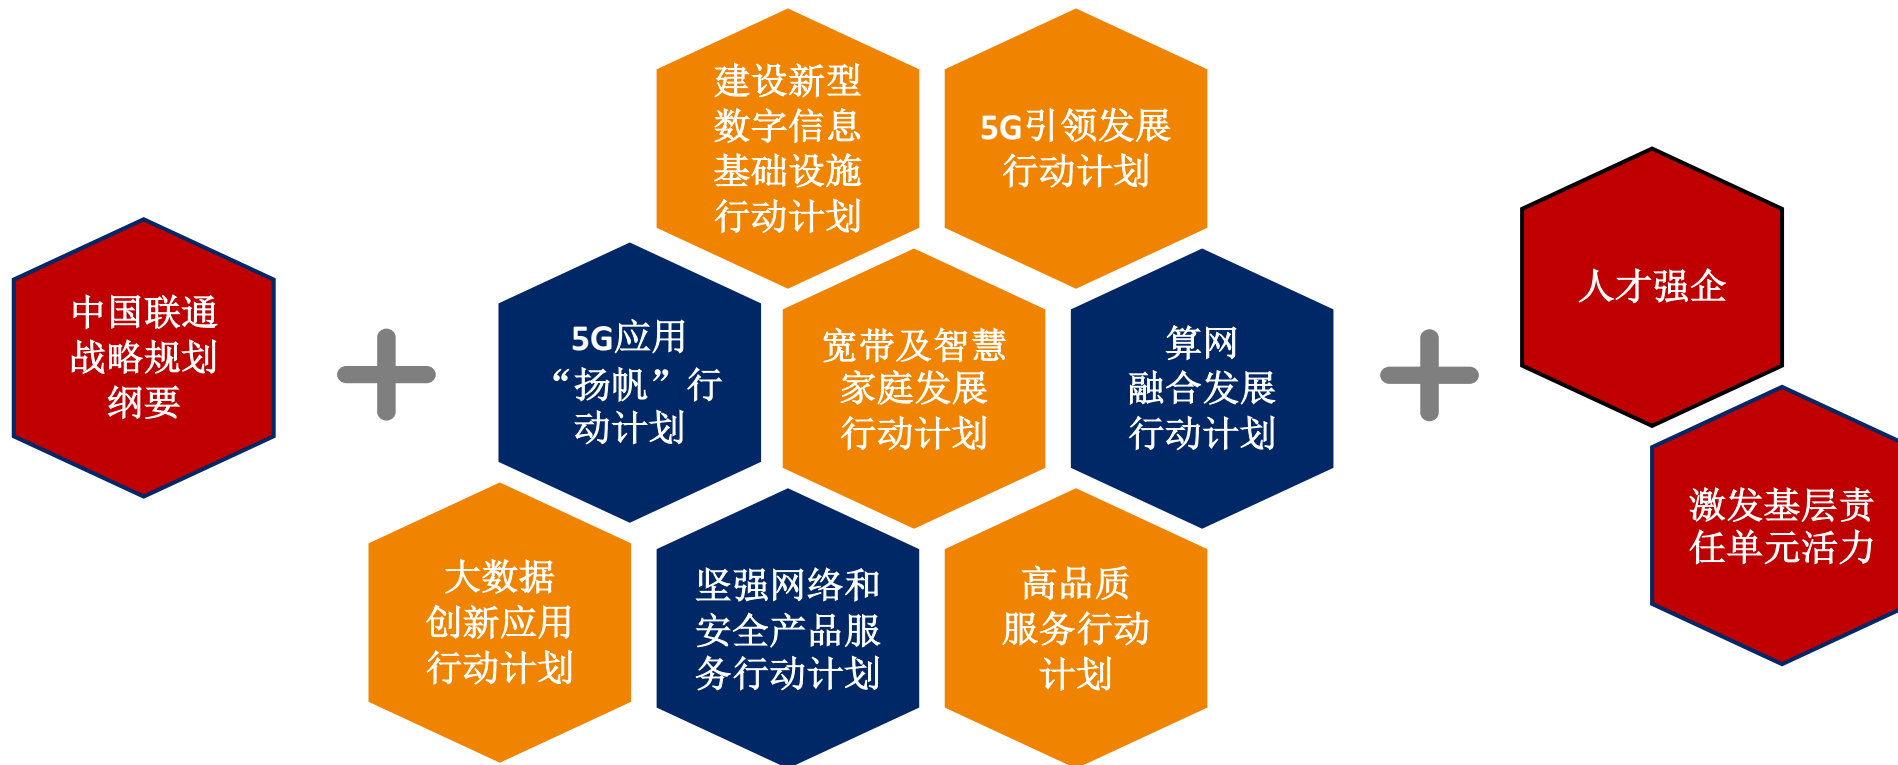 中国联通
战略规划
纲要
建设新型
数字信息
基础设施
行动计划
5G引领发展
行动计划
5G应用
“扬帆”行
动计划
宽带及智慧
家庭发展
行动计划
算网
融合发展
行动计划
大数据
创新应用
行动计划
坚强网络和
安全产品服
务行动计划
高品质
服务行动
计划
人才强企
激发基层责
任单元活力